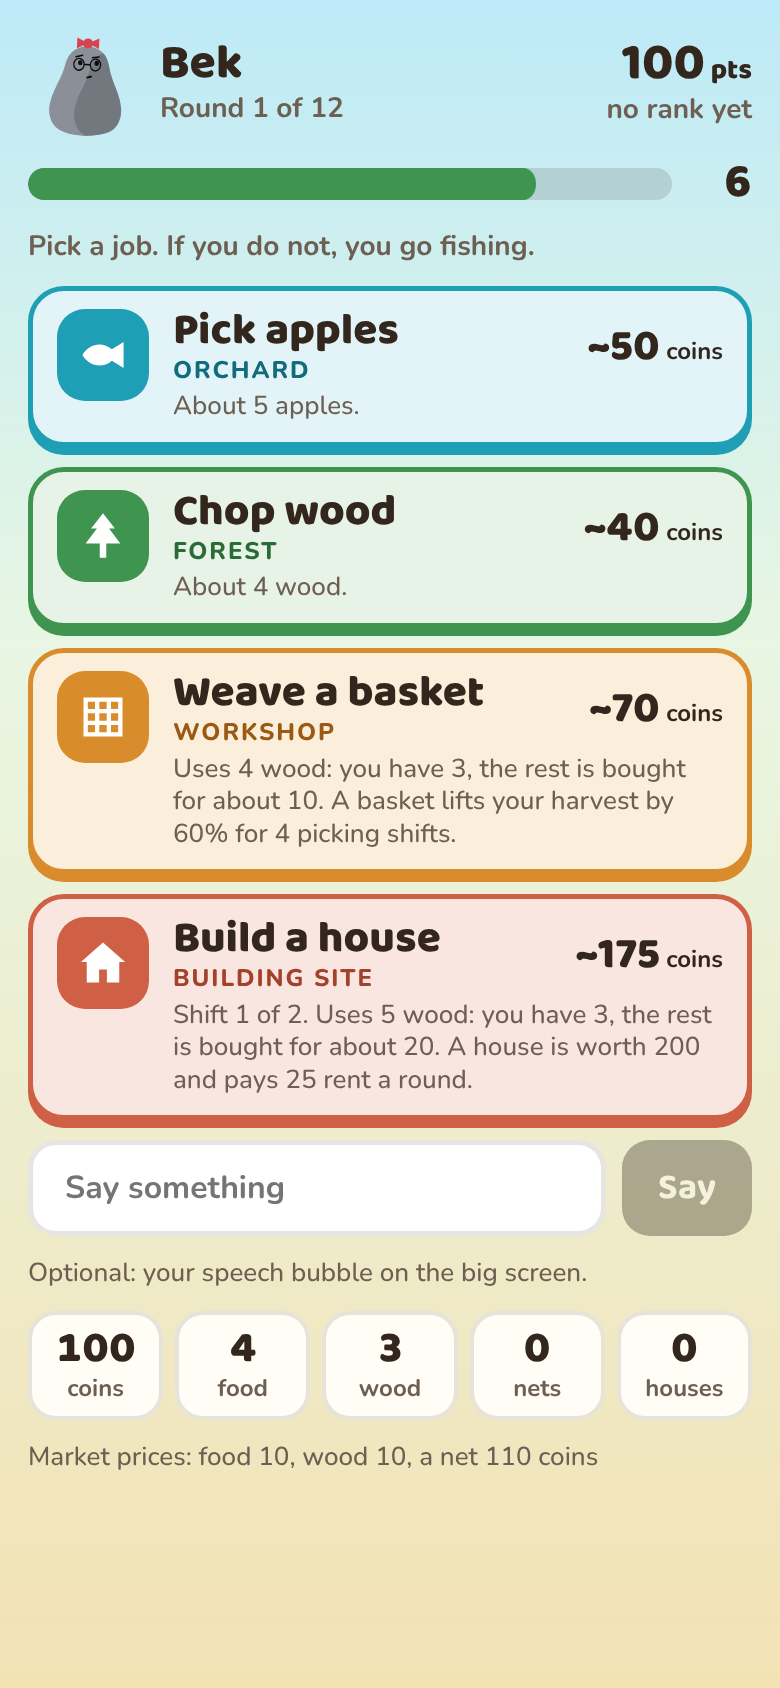 Bek
Round 1 of 12
100 pts
no rank yet
6
Pick a job. If you do not, you go fishing.
Pick apples
ORCHARD
About 5 apples.
~50 coins
Chop wood
FOREST
About 4 wood.
~40 coins
Weave a basket
WORKSHOP
Uses 4 wood: you have 3, the rest is bought
for about 10. A basket lifts your harvest by
60% for 4 picking shifts.
~70 coins
Build a house
BUILDING SITE
Shift 1 of 2. Uses 5 wood: you have 3, the rest
is bought for about 20. A house is worth 200
and pays 25 rent a round.
~175 coins
Say something
Say
Optional: your speech bubble on the big screen.
100 coins
4 food
3 wood
0 nets
0 houses
Market prices: food 10, wood 10, a net 110 coins